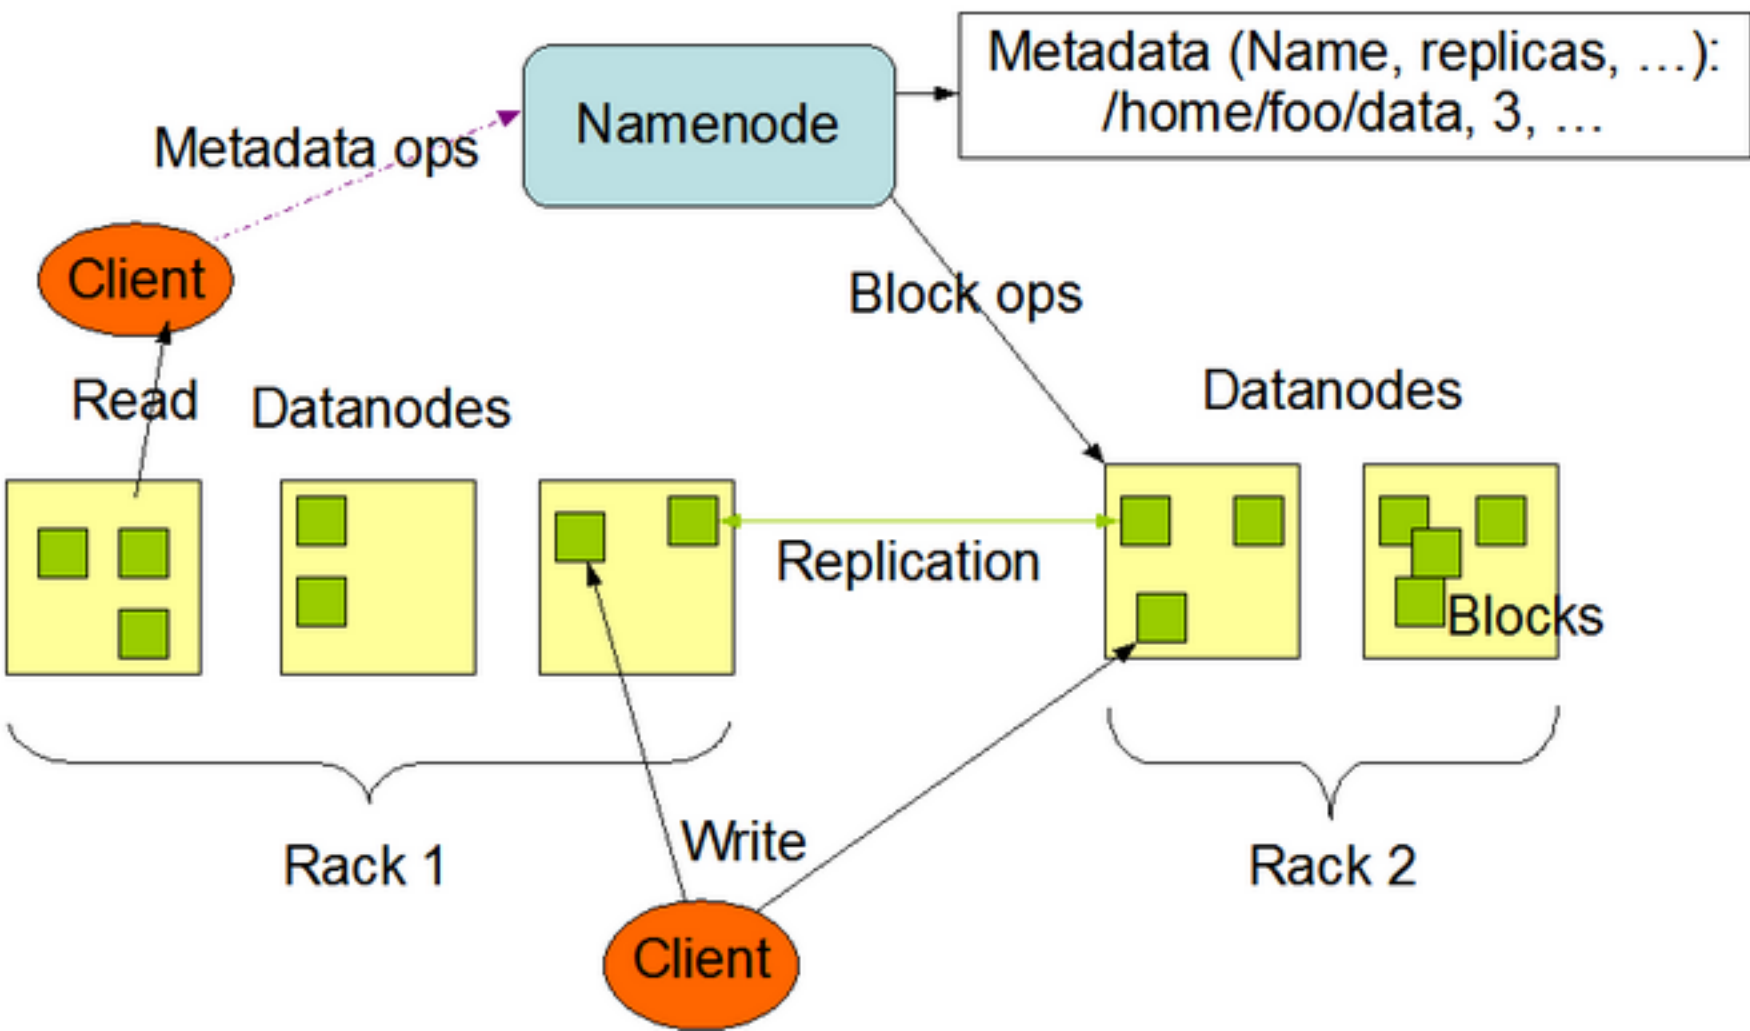 Metadata (Name, replicas, …):
/home/foo/data, 3, …
Namenode
Metadata ops
Client
Block ops
Read
Datanodes
Datanodes
Replication
Blocks
Write
Rack 1
Rack 2
Client